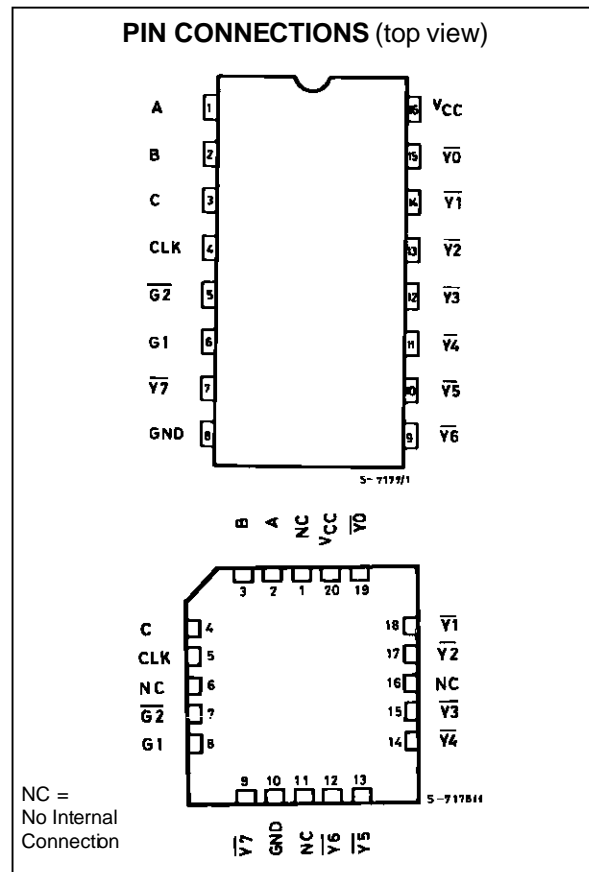 PIN CONNECTIONS (top view)
A 1 16 VCC
B 2 15 Y0
C 3 14 Y1
CLK 4 13 Y2
G2 5 12 Y3
G1 6 11 Y4
Y7 7 10 Y5
GND 8 9 Y6
B A NC VCC Y0
3 2 1 20 19
C 4 18 Y1
CLK 5 17 Y2
NC 6 16 NC
G2 7 15 Y3
G1 8 14 Y4
9 10 11 12 13
NC =
No Internal
Connection
Y7 GND NC Y6 Y5